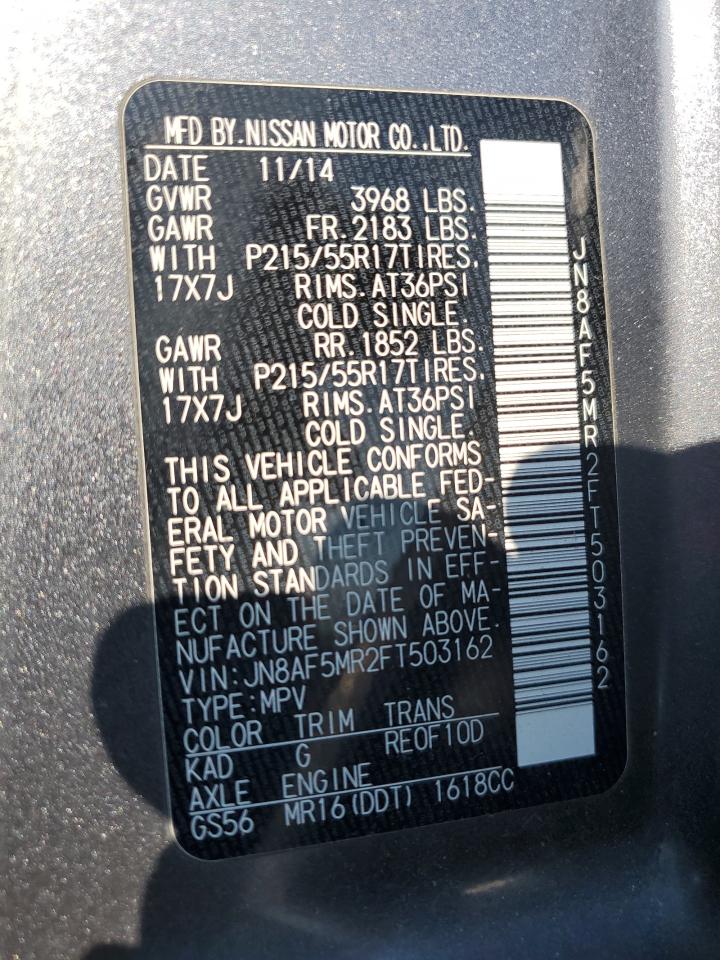 MFD BY.NISSAN MOTOR CO.,LTD.
DATE 11/14
GVWR 3968 LBS.
GAWR FR.2183 LBS.
WITH P215/55R17TIRES,
17X7J RIMS.AT36PSI
COLD SINGLE.
GAWR RR.1852 LBS.
WITH P215/55R17TIRES,
17X7J RIMS.AT36PSI
COLD SINGLE.
THIS VEHICLE CONFORMS
TO ALL APPLICABLE FED-
ERAL MOTOR VEHICLE SA-
FETY AND THEFT PREVEN-
TION STANDARDS IN EFF-
ECT ON THE DATE OF MA-
NUFACTURE SHOWN ABOVE.
VIN:JN8AF5MR2FT503162
TYPE:MPV
COLOR TRIM TRANS
KAD G RE0F10D
AXLE ENGINE
GS56 MR16(DDT) 1618CC
JN8AF5MR2FT503162